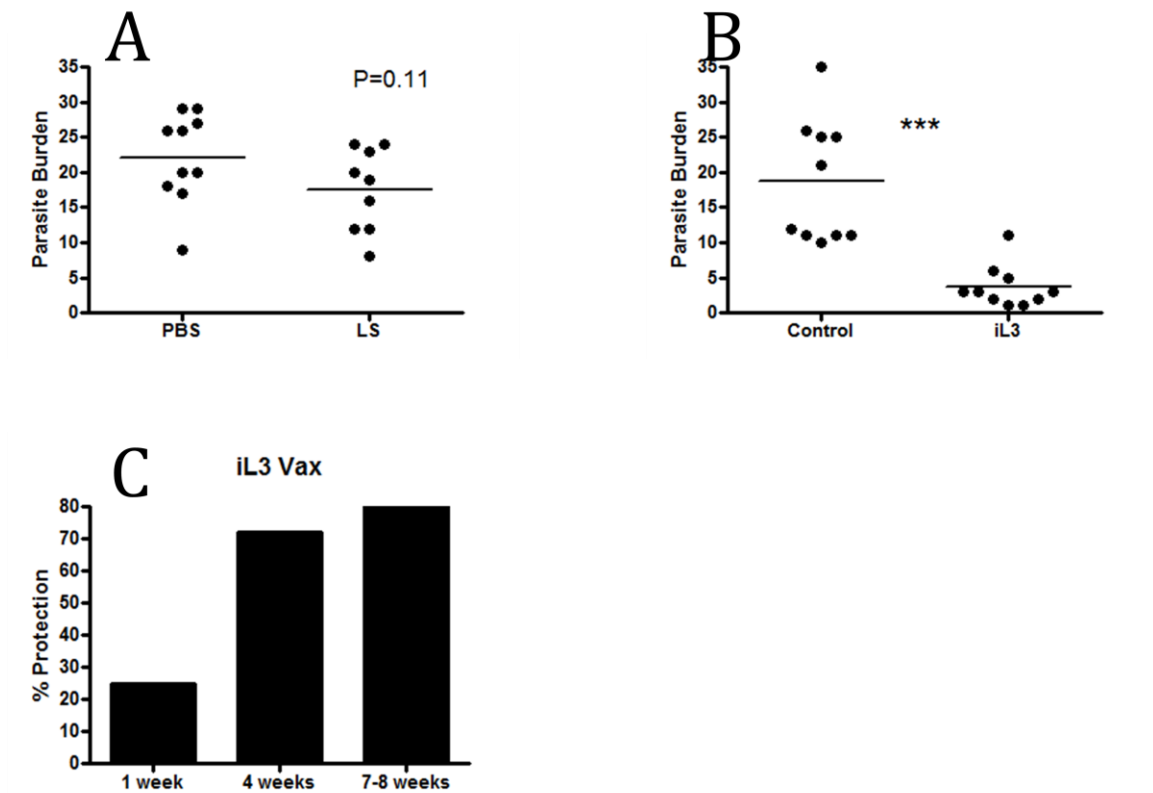 A
P=0.11
Parasite Burden
35
30
25
20
15
10
5
0
PBS LS
B
***
Parasite Burden
35
30
25
20
15
10
5
0
Control iL3
C
iL3 Vax
% Protection
80
70
60
50
40
30
20
10
0
1 week 4 weeks 7-8 weeks